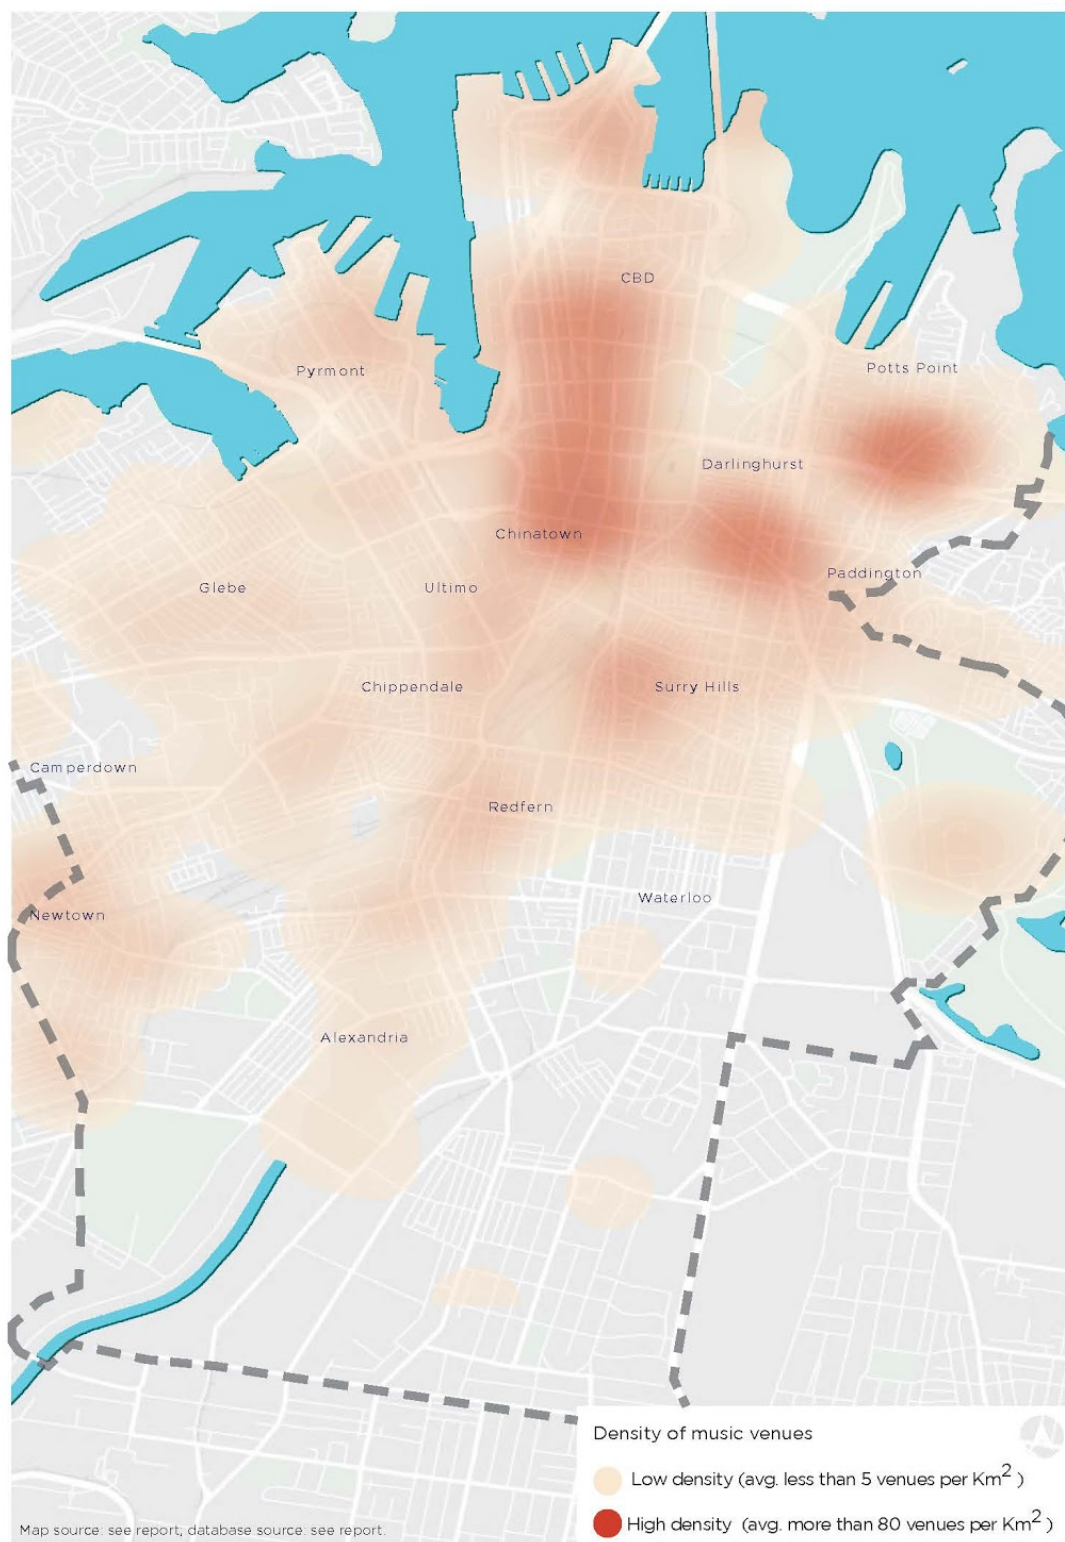 CBD
Pyrmont
Potts Point
Darlinghurst
Chinatown
Paddington
Glebe
Ultimo
Chippendale
Surry Hills
Camperdown
Redfern
Waterloo
Newtown
Alexandria
Density of music venues
Low density (avg. less than 5 venues per Km²)
High density (avg. more than 80 venues per Km²)
Map source: see report, database source: see report.